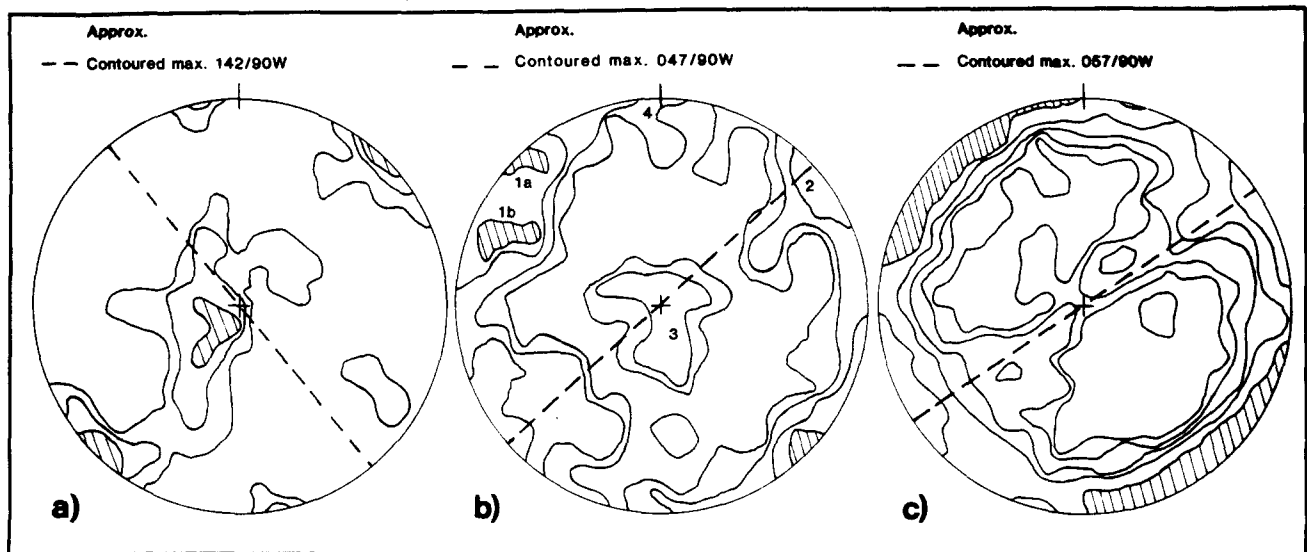 Approx.
— — Contoured max. 142/90W
Approx.
— — Contoured max. 047/90W
Approx.
— — Contoured max. 057/90W
4
1a
2
1b
3
a)
b)
c)